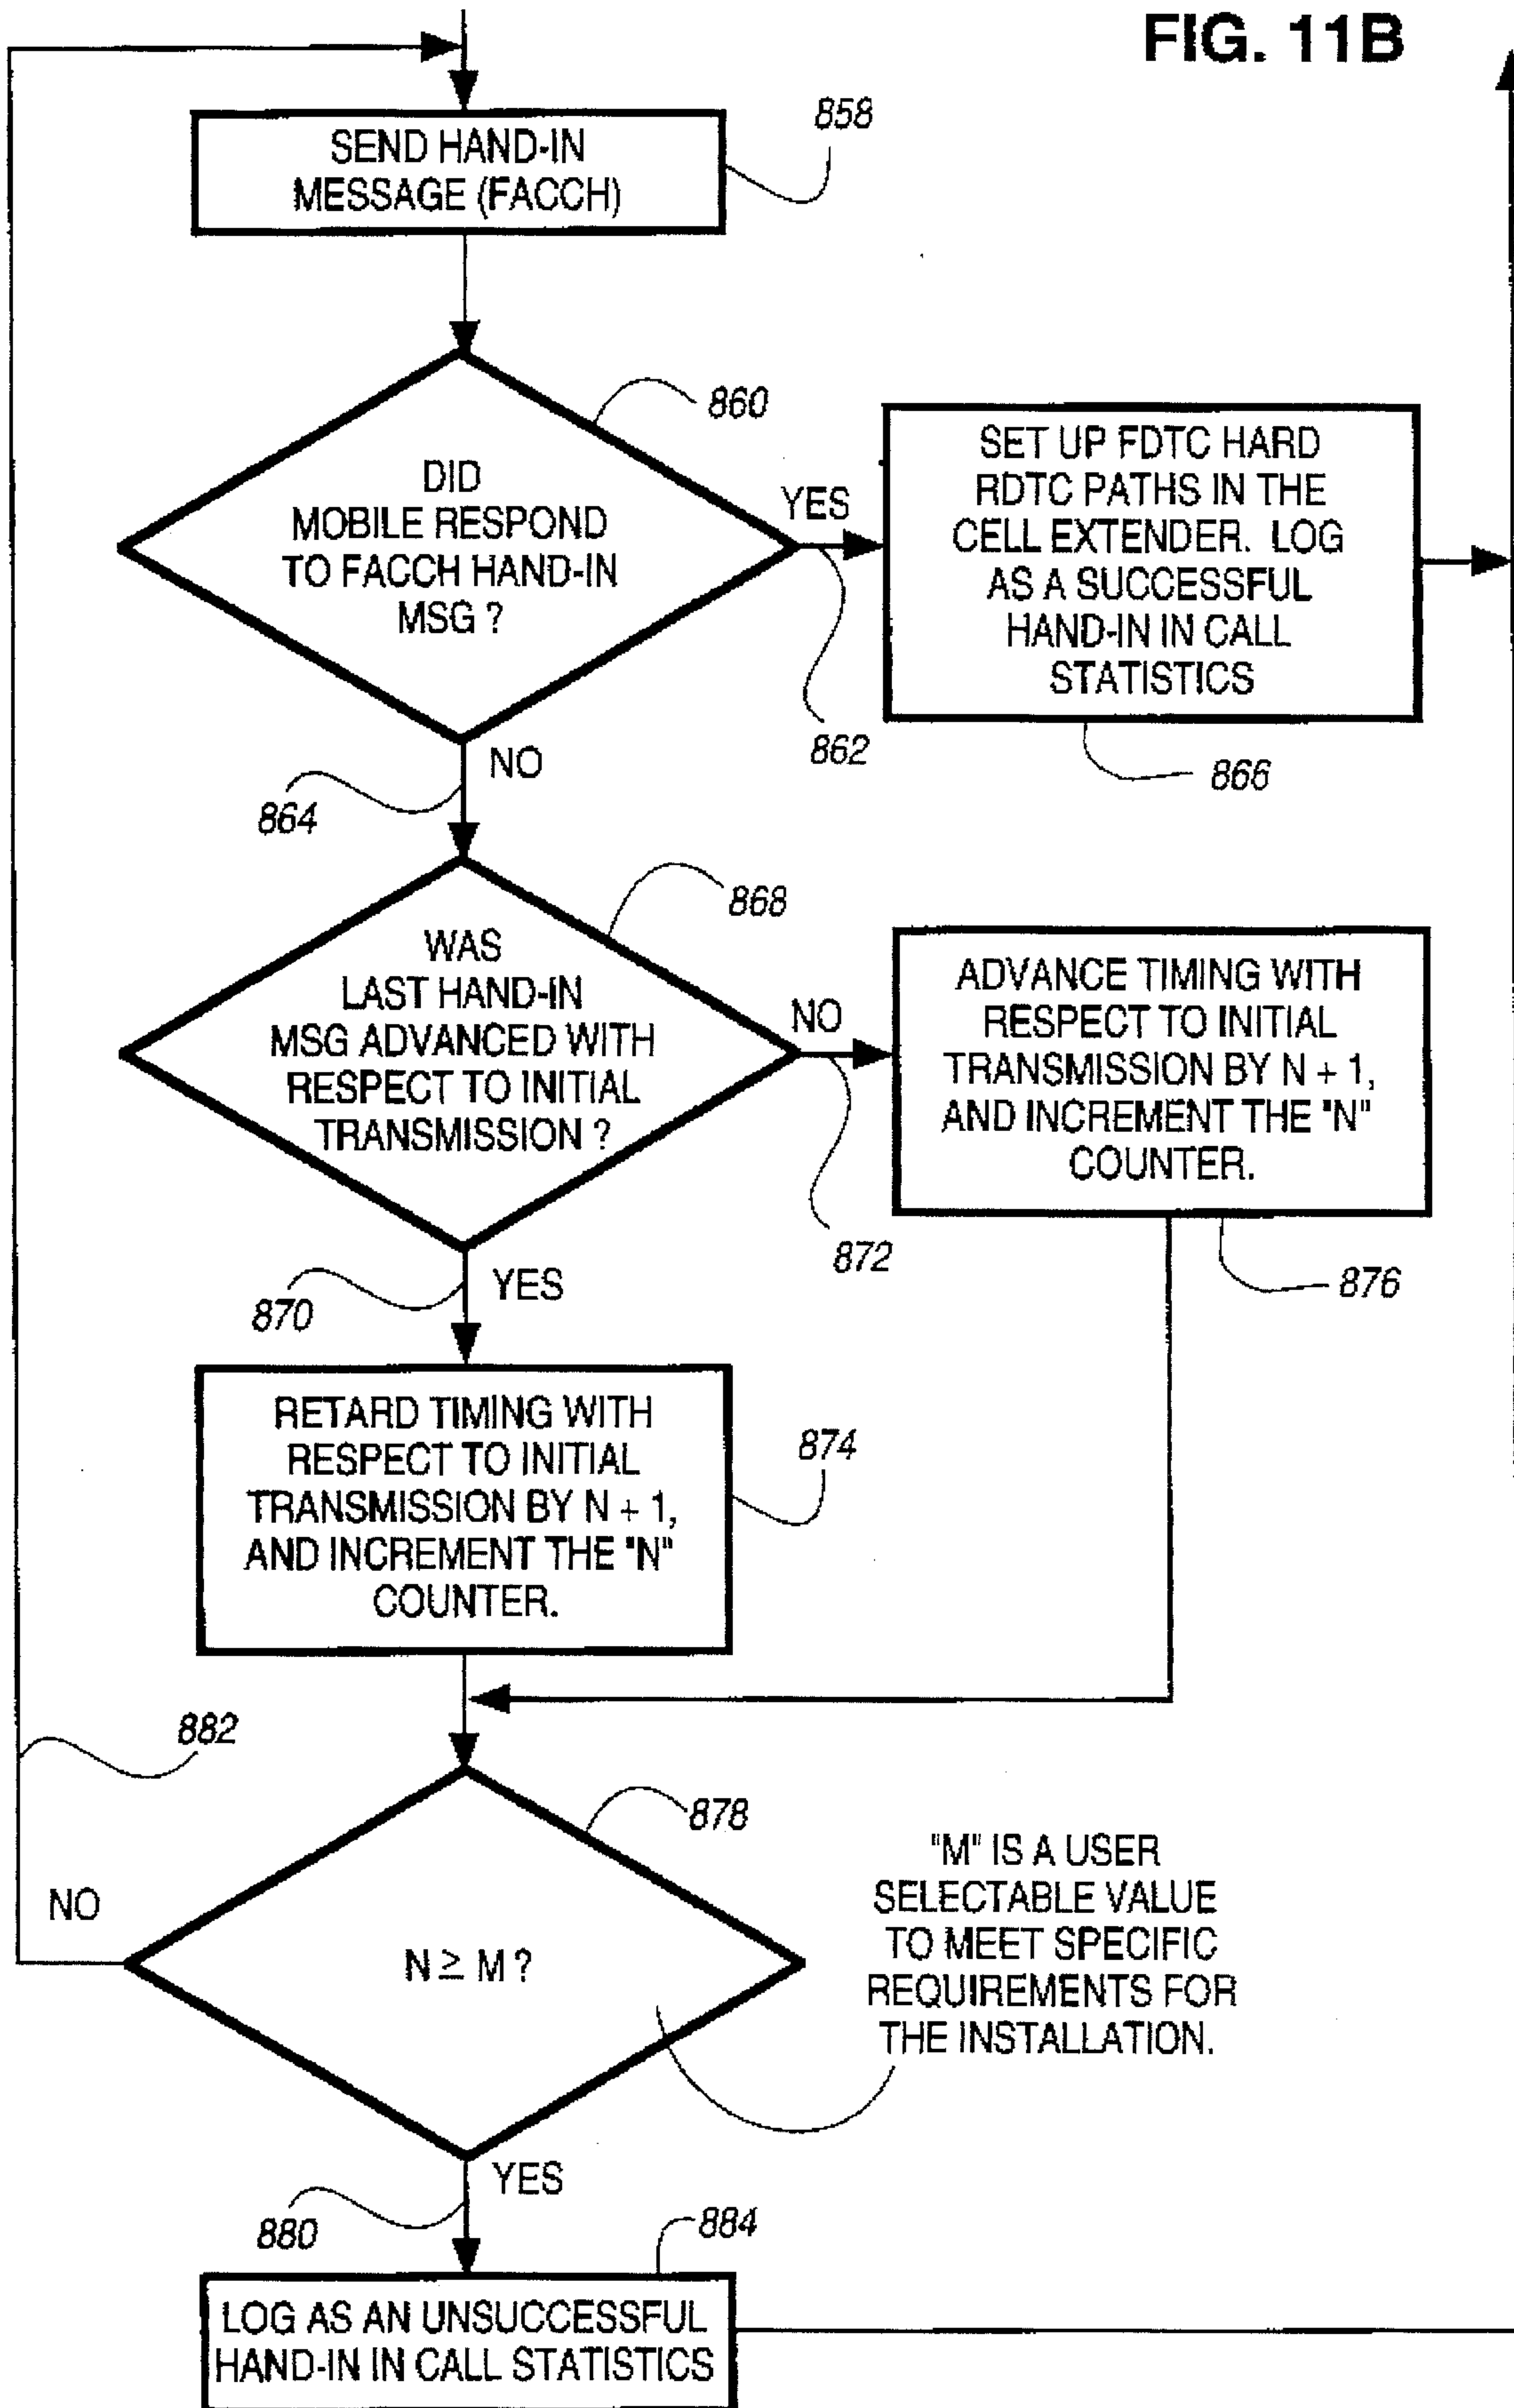 FIG. 11B
SEND HAND-IN
MESSAGE (FACCH)
858
DID
MOBILE RESPOND
TO FACCH HAND-IN
MSG ?
860
YES
862
SET UP FDTC HARD
RDTC PATHS IN THE
CELL EXTENDER. LOG
AS A SUCCESSFUL
HAND-IN IN CALL
STATISTICS
866
NO
864
WAS
LAST HAND-IN
MSG ADVANCED WITH
RESPECT TO INITIAL
TRANSMISSION ?
868
NO
872
ADVANCE TIMING WITH
RESPECT TO INITIAL
TRANSMISSION BY N + 1,
AND INCREMENT THE "N"
COUNTER.
876
YES
870
RETARD TIMING WITH
RESPECT TO INITIAL
TRANSMISSION BY N + 1,
AND INCREMENT THE "N"
COUNTER.
874
882
NO
N ≥ M ?
878
"M" IS A USER
SELECTABLE VALUE
TO MEET SPECIFIC
REQUIREMENTS FOR
THE INSTALLATION.
YES
880
884
LOG AS AN UNSUCCESSFUL
HAND-IN IN CALL STATISTICS